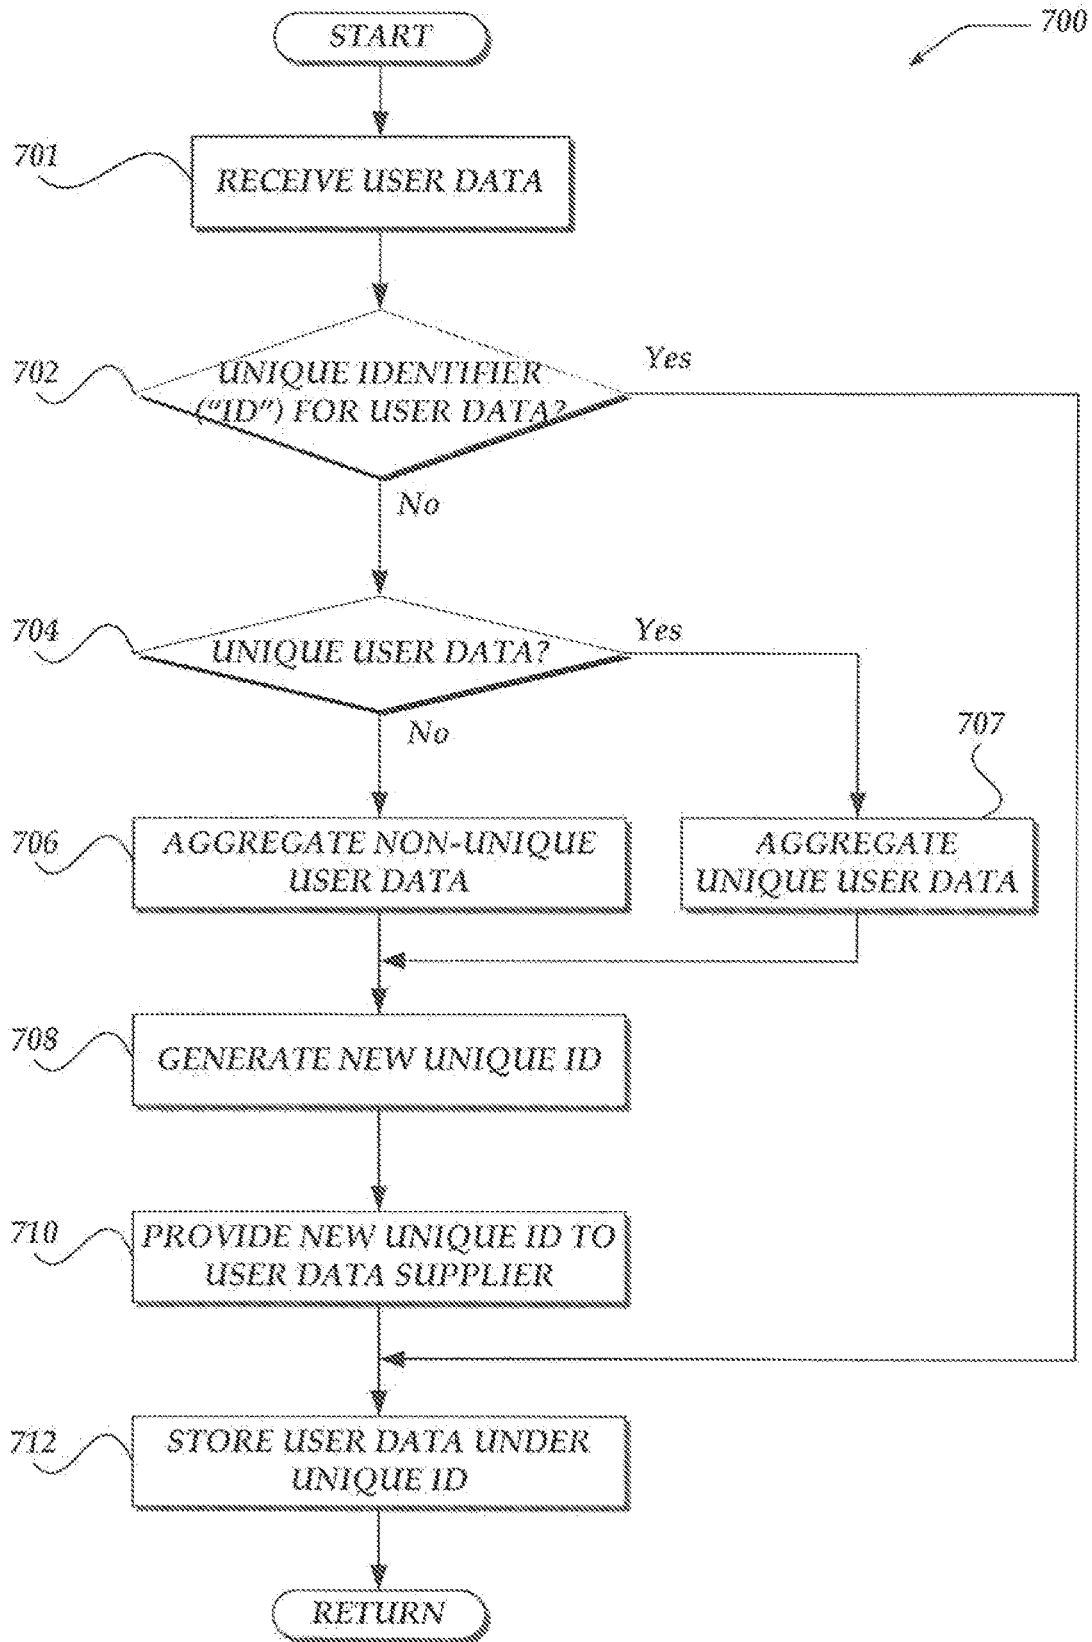 START
700
701
RECEIVE USER DATA
702
UNIQUE IDENTIFIER
("ID") FOR USER DATA?
Yes
No
704
UNIQUE USER DATA?
Yes
No
707
706
AGGREGATE NON-UNIQUE
USER DATA
AGGREGATE
UNIQUE USER DATA
708
GENERATE NEW UNIQUE ID
710
PROVIDE NEW UNIQUE ID TO
USER DATA SUPPLIER
712
STORE USER DATA UNDER
UNIQUE ID
RETURN